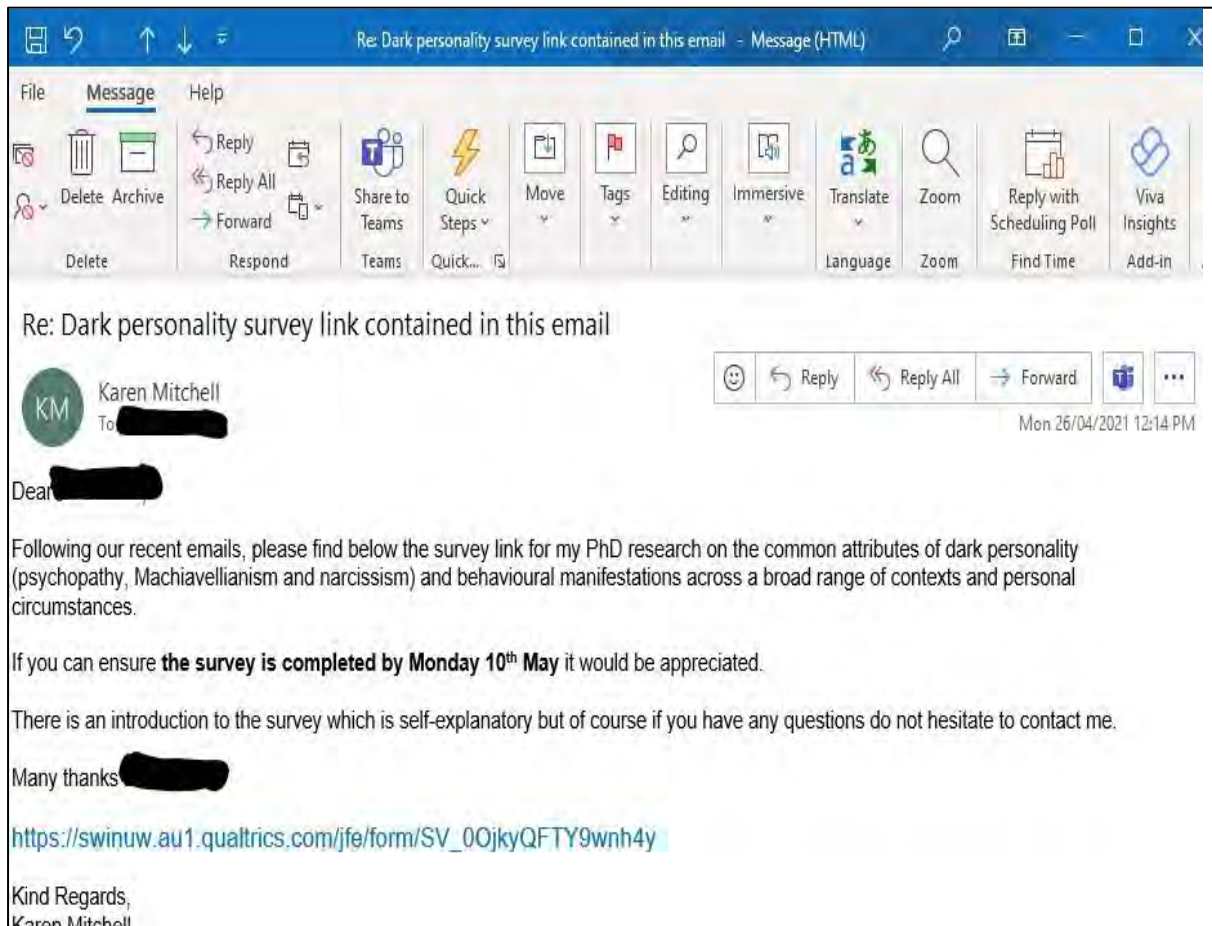 Re: Dark personality survey link contained in this email - Message (HTML)
File Message Help
Delete Archive
Reply
Reply All
Forward
Share to
Teams
Quick
Steps
Move
Tags
Editing
Immersive
Translate
Zoom
Reply with
Scheduling Poll
Viva
Insights
Delete Respond Teams Quick... Language Zoom Find Time Add-in
Re: Dark personality survey link contained in this email
KM
Karen Mitchell
To
Reply Reply All Forward
Mon 26/04/2021 12:14 PM
Dear
Following our recent emails, please find below the survey link for my PhD research on the common attributes of dark personality
(psychopathy, Machiavellianism and narcissism) and behavioural manifestations across a broad range of contexts and personal
circumstances.
If you can ensure the survey is completed by Monday 10th May it would be appreciated.
There is an introduction to the survey which is self-explanatory but of course if you have any questions do not hesitate to contact me.
Many thanks
https://swinuw.au1.qualtrics.com/jfe/form/SV_0OjkyQFTY9wnh4y
Kind Regards,
Karen Mitchell